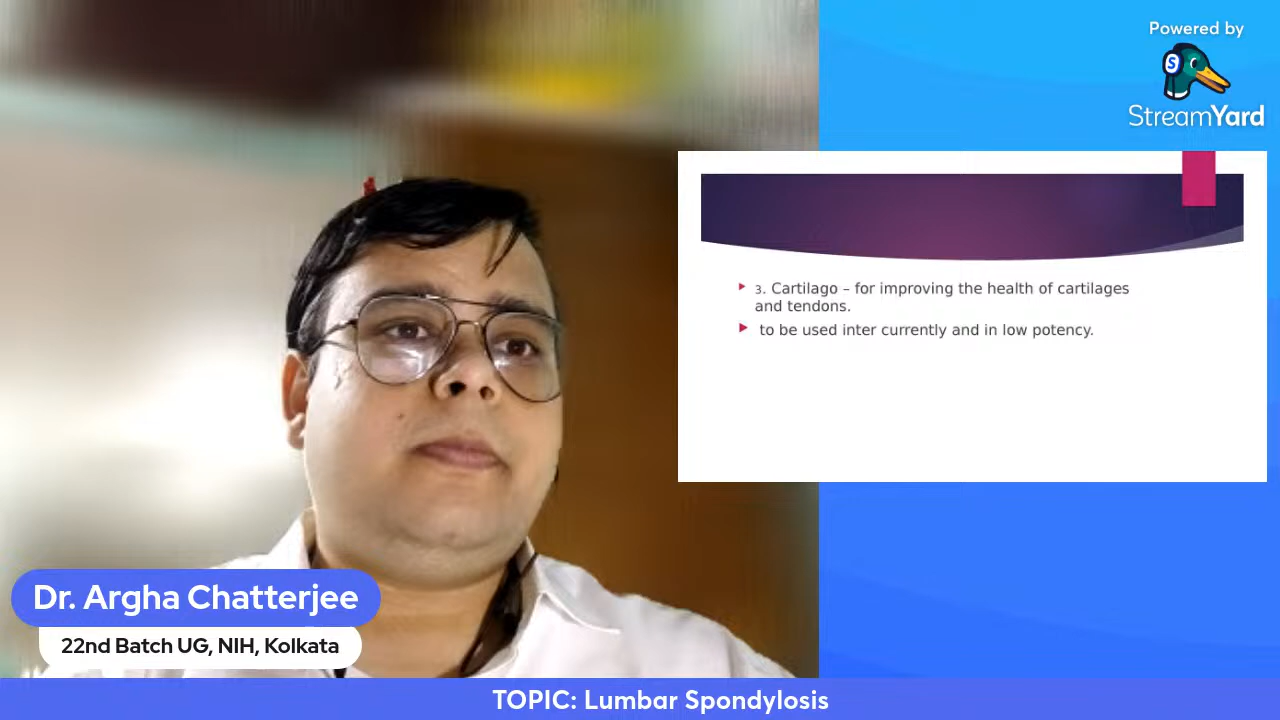 Powered by
StreamYard
3. Cartilago – for improving the health of cartilages
and tendons.
to be used inter currently and in low potency.
Dr. Argha Chatterjee
22nd Batch UG, NIH, Kolkata
TOPIC: Lumbar Spondylosis